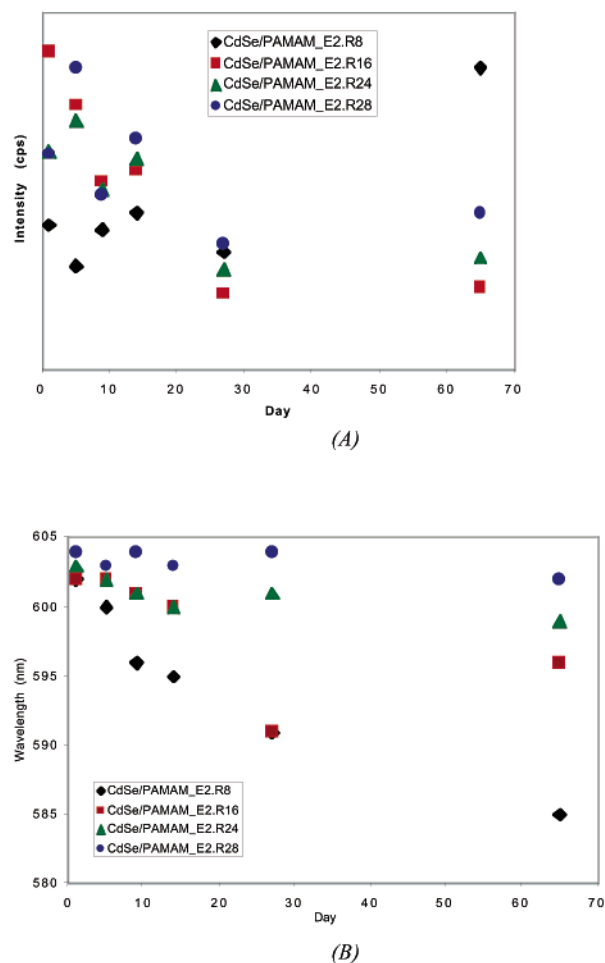 CdSe/PAMAM_E2.R8
CdSe/PAMAM_E2.R16
CdSe/PAMAM_E2.R24
CdSe/PAMAM_E2.R28
Intensity (cps)
0 10 20 30 40 50 60 70
Day
(A)
605
600
595
590
585
580
Wavelength (nm)
CdSe/PAMAM_E2.R8
CdSe/PAMAM_E2.R16
CdSe/PAMAM_E2.R24
CdSe/PAMAM_E2.R28
0 10 20 30 40 50 60 70
Day
(B)